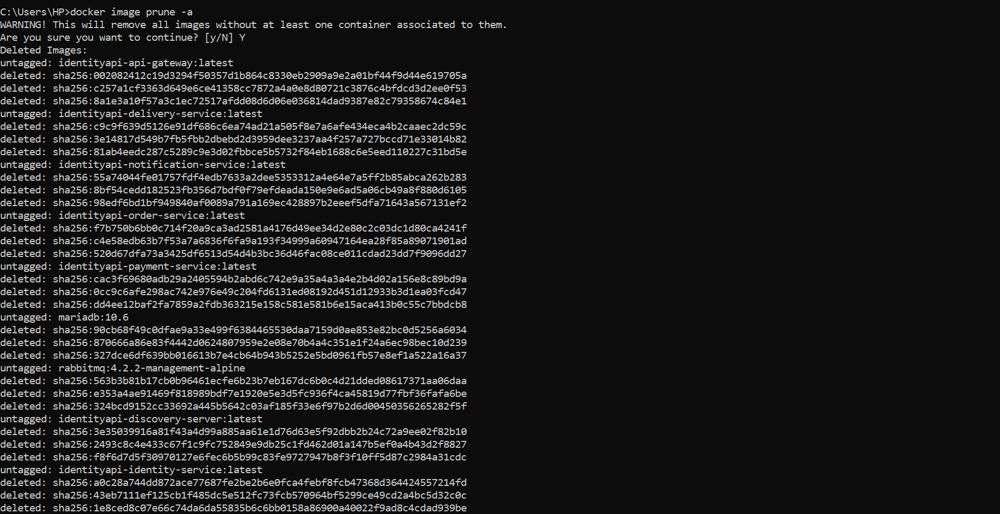 C:\Users\HP>docker image prune -a
WARNING! This will remove all images without at least one container associated to them.
Are you sure you want to continue? [y/N] Y
Deleted Images:
untagged: identityapi-api-gateway:latest
deleted: sha256:002082412c19d3294f50357d1b864c8330eb2909a9e2a01bf44f9d44e619705a
deleted: sha256:c257a1cf3363d649e6ce41358cc7872a4a0e8d80721c3876c4bfdcd3d2ee0f53
deleted: sha256:8a1e3a10f57a3c1ec72517afdd08d6d06e036814dad9387e82c79358674c84e1
untagged: identityapi-delivery-service:latest
deleted: sha256:c9c9f639d5126e91df686c6ea74ad21a505f8e7a6afe434eca4b2caaec2dc59c
deleted: sha256:3e14817d549b7fb5fbb2dbebd2d3959dee3237aa4f257a727bccd71e33014b82
deleted: sha256:81ab4eedc287c5289c9e3d02fbbce5b5732f84eb1688c6e5eed110227c31bd5e
untagged: identityapi-notification-service:latest
deleted: sha256:55a74044fe01757fdf4edb7633a2dee5353312a4e64e7a5ff2b85abca262b283
deleted: sha256:8bf54cedd182523fb356d7bdf0f79efdeada150e9e6ad5a06cb49a8f880d6105
deleted: sha256:98edf6bd1bf949840af0089a791a169ec428897b2eeef5dfa71643a567131ef2
untagged: identityapi-order-service:latest
deleted: sha256:f7b750b6bb0c714f20a9ca3ad2581a4176d49ee34d2e80c2c03dc1d80ca4241f
deleted: sha256:c4e58edb63b7f53a7a6836f6fa9a193f34999a60947164ea28f85a89071901ad
deleted: sha256:520d67dfa73a3425df6513d54d4b3bc36d46fac08ce011cdad23dd7f9096dd27
untagged: identityapi-payment-service:latest
deleted: sha256:cac3f69680adb29a2405594b2abd6c742e9a35a4a3a4e2b4d02a156e8c89bd9a
deleted: sha256:0cc9c6afe298ac742e976e49c204fd6131ed08192d451d12933b3d1ea03fcd47
deleted: sha256:dd4ee12baf2fa7859a2fdb363215e158c581e581b6e15aca413b0c55c7bbdcb8
untagged: mariadb:10.6
deleted: sha256:90cb68f49c0dfae9a33e499f6384465530daa7159d0ae853e82bc0d5256a6034
deleted: sha256:870666a86e83f4442d0624807959e2e08e70b4a4c351e1f24a6ec98bec10d239
deleted: sha256:327dce6df639bb016613b7e4cb64b943b5252e5bd0961fb57e8ef1a522a16a37
untagged: rabbitmq:4.2.2-management-alpine
deleted: sha256:563b3b81b17cb0b96461ecfe6b23b7eb167dc6b0c4d21dded08617371aa06daa
deleted: sha256:e353a4ae91469f818989bdf7e1920e5e3d5fc936f4ca45819d77fbf36fafa6be
deleted: sha256:324bcd9152cc33692a445b5642c03af185f33e6f97b2d6d00450356265282f5f
untagged: identityapi-discovery-server:latest
deleted: sha256:3e35039916a81f43a4d99a885aa61e1d76d63e5f92dbb2b24c72a9ee02f82b10
deleted: sha256:2493c8c4e433c67f1c9fc752849e9db25c1fd462d01a147b5ef0a4b43d2f8827
deleted: sha256:f8f6d7d5f30970127e6fec6b5b99c83fe9727947b8f3f10ff5d87c2984a31cdc
untagged: identityapi-identity-service:latest
deleted: sha256:a0c28a744dd872ace77687fe2be2b6e0fca4febf8fcb47368d364424557214fd
deleted: sha256:43eb7111ef125cb1f485dc5e512fc73fcb570964bf5299ce49cd2a4bc5d32c0c
deleted: sha256:1e8ced8c07e66c74da6da55835b6c6bb0158a86900a40022f9ad8c4cdad939be